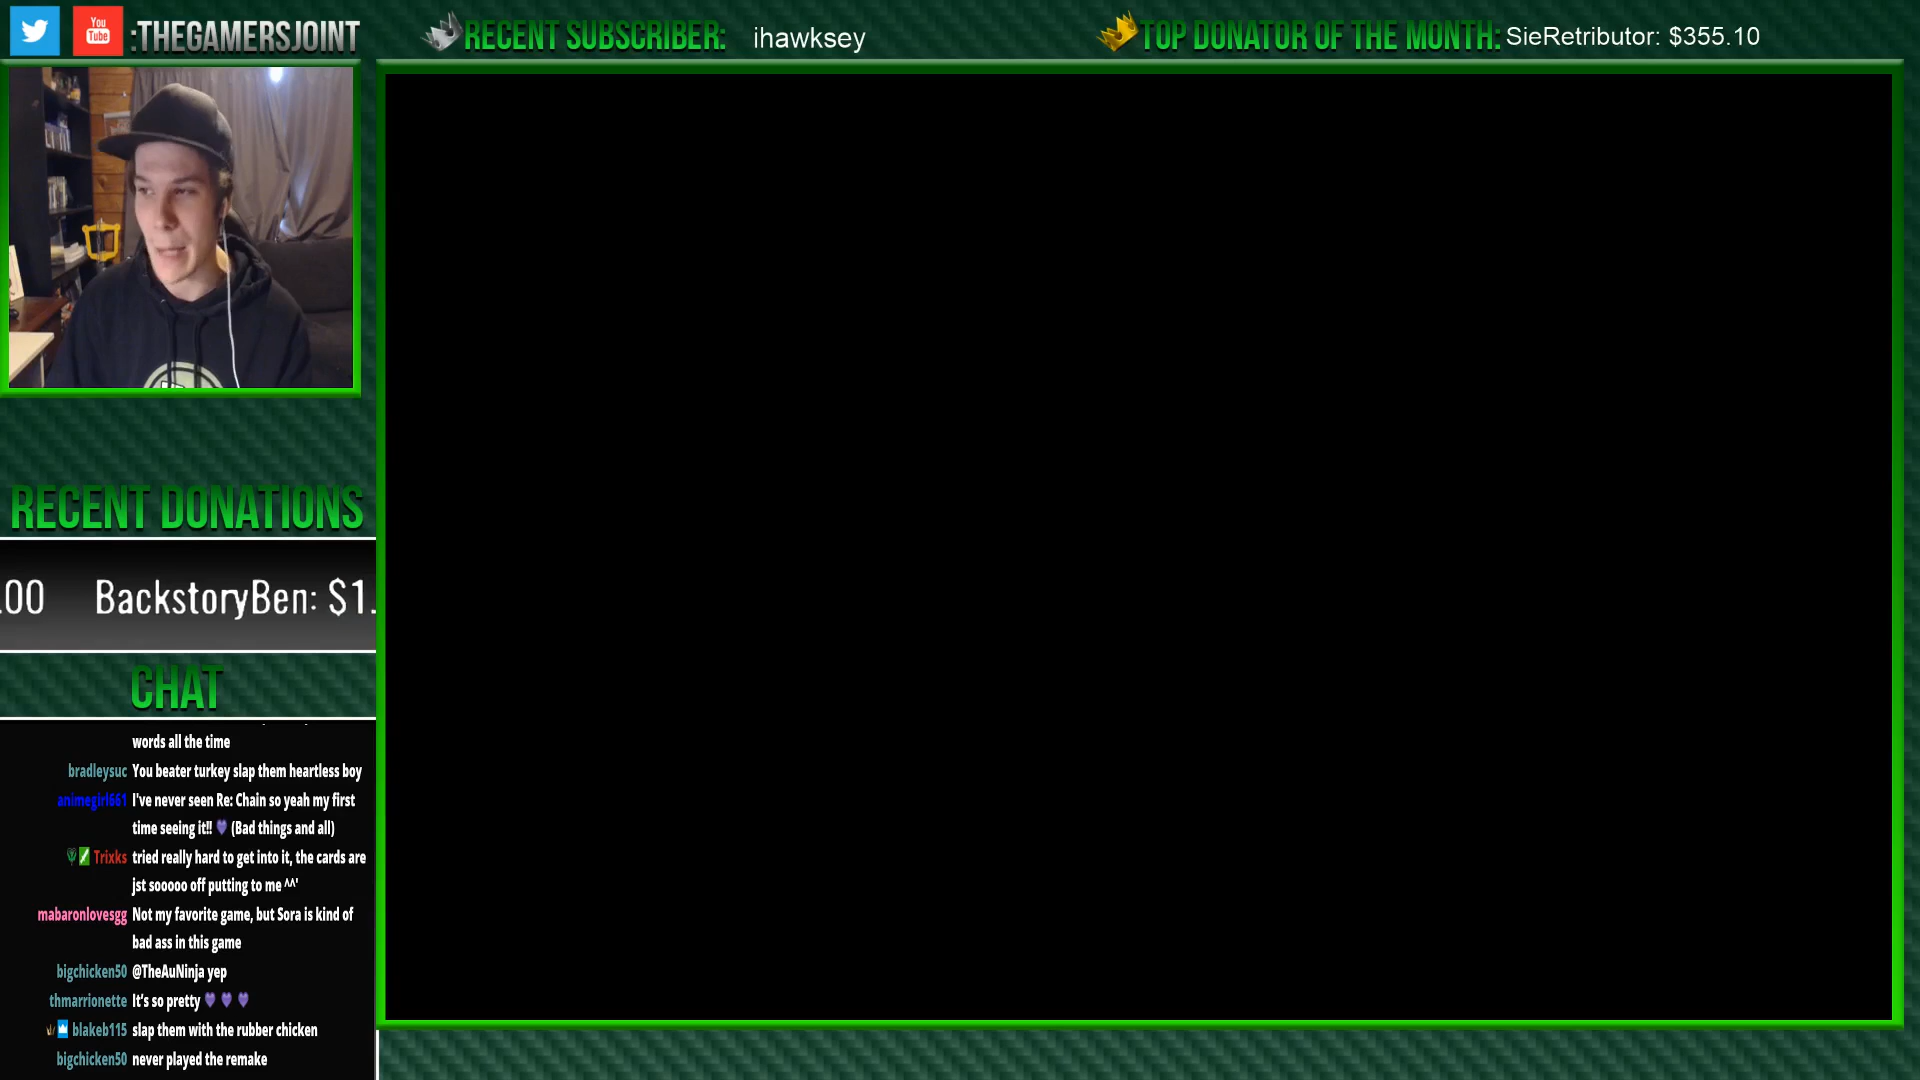 You Tube :THEGAMERSJOINT
RECENT SUBSCRIBER: ihawksey
TOP DONATOR OF THE MONTH: SieRetributor: $355.10
RECENT DONATIONS
.00 BackstoryBen: $1.
CHAT
words all the time
bradleysuc You beater turkey slap them heartless boy
animegirl661 I've never seen Re: Chain so yeah my first
time seeing it!! 💜 (Bad things and all)
Trixks tried really hard to get into it, the cards are
jst sooooo off putting to me ^^'
mabaronlovesgg Not my favorite game, but Sora is kind of
bad ass in this game
bigchicken50 @TheAuNinja yep
thmarrionette It's so pretty 💜 💜 💜
blakeb115 slap them with the rubber chicken
bigchicken50 never played the remake